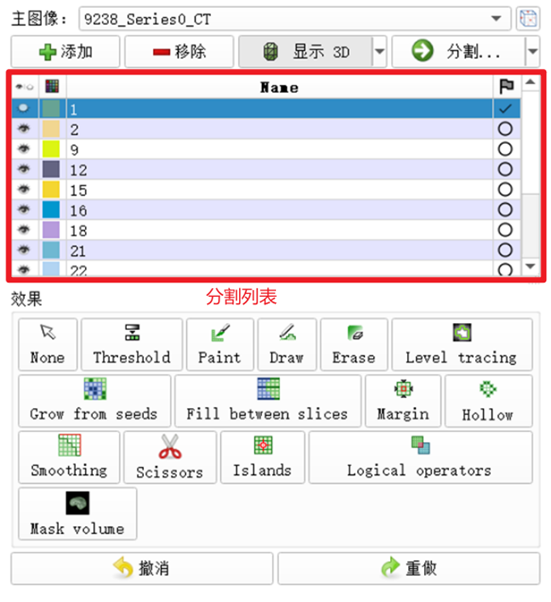 主图像: 9238_Series0_CT
添加 移除 显示 3D 分割...
Name
1
2
9
12
15
16
18
21
22
分割列表
效果
None Threshold Paint Draw Erase Level tracing
Grow from seeds Fill between slices Margin Hollow
Smoothing Scissors Islands Logical operators
Mask volume
撤消 重做